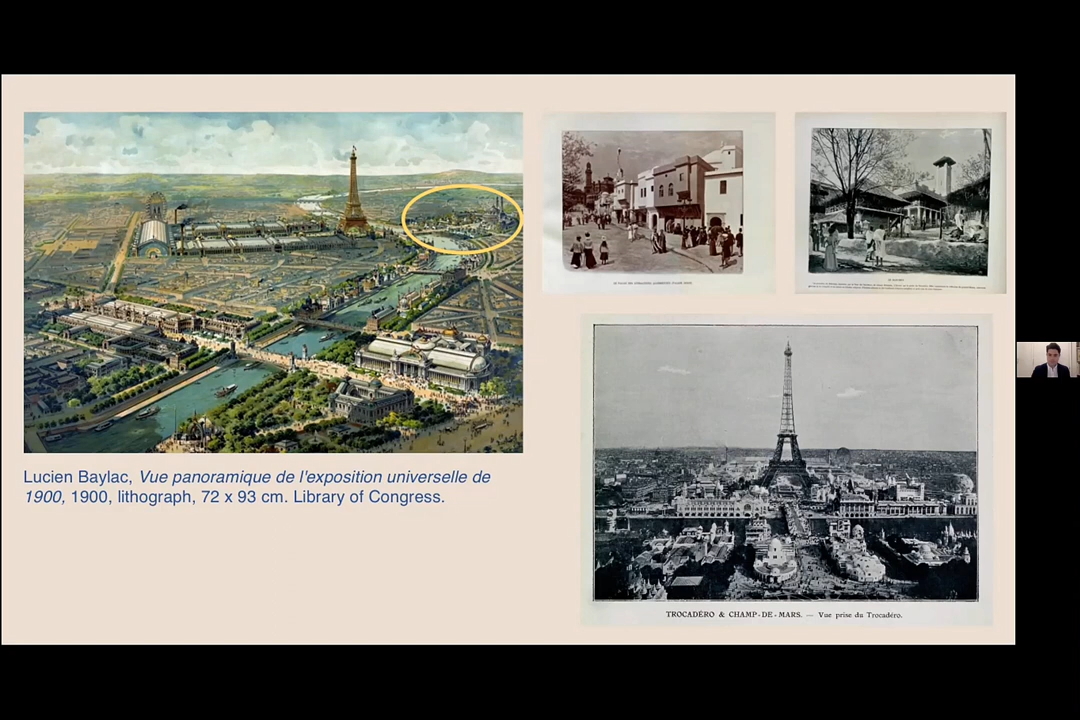 Lucien Baylac, Vue panoramique de l'exposition universelle de
1900, 1900, lithograph, 72 x 93 cm. Library of Congress.
TROCADÉRO & CHAMP-DE-MARS. — Vue prise du Trocadéro.